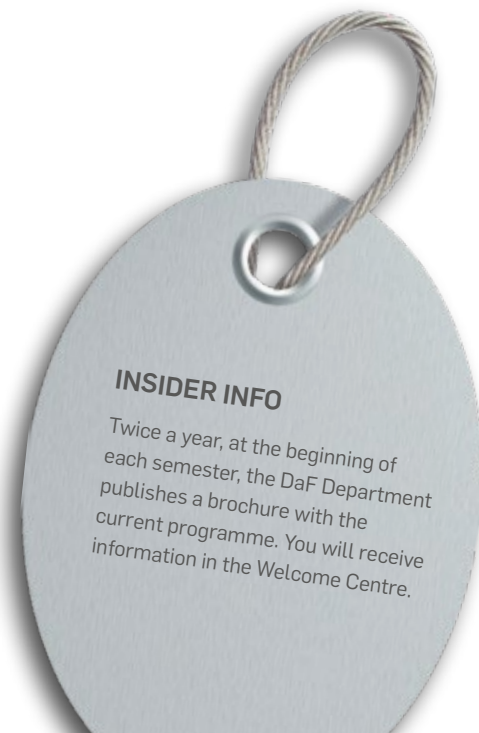 INSIDER INFO
Twice a year, at the beginning of
each semester, the DaF Department
publishes a brochure with the
current programme. You will receive
information in the Welcome Centre.